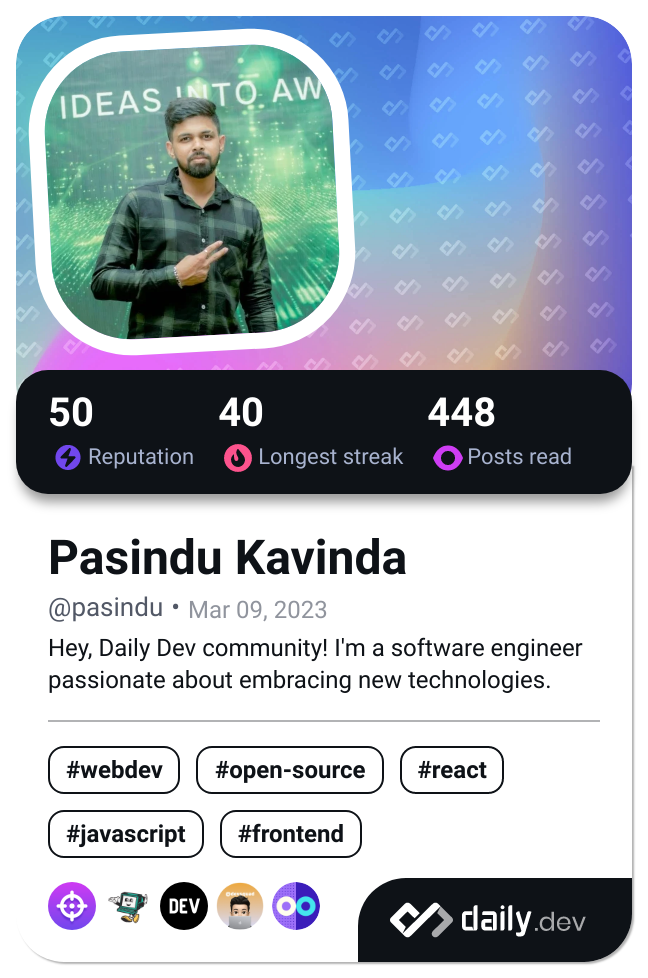 IDEAS INTO AW
50 40 448
Reputation Longest streak Posts read
Pasindu Kavinda
@pasindu • Mar 09, 2023
Hey, Daily Dev community! I'm a software engineer
passionate about embracing new technologies.
#webdev #open-source #react
#javascript #frontend
DEV
daily.dev